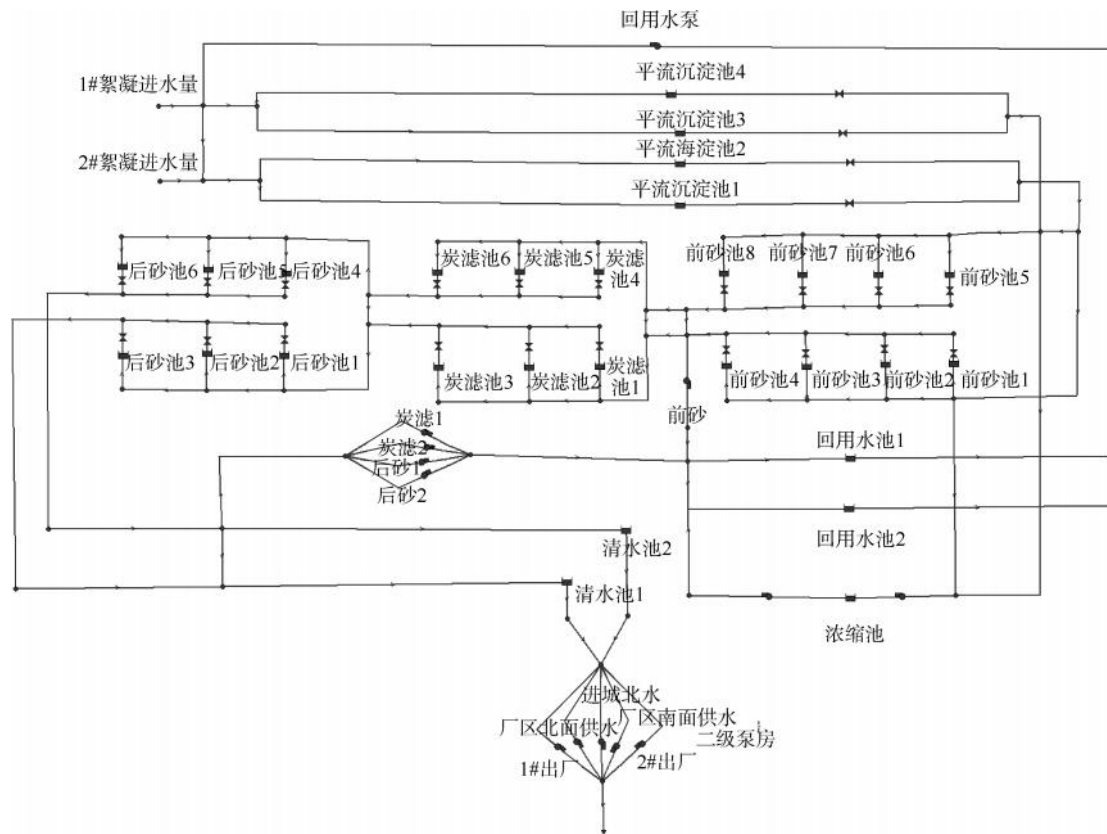 回用水泵
平流沉淀池4
1#絮凝进水量
平流沉淀池3
平流海淀池2
2#絮凝进水量
平流沉淀池1
后砂池6
后砂池5
后砂池4
炭滤池6
炭滤池5
炭滤
池4
前砂池8
前砂池7
前砂池6
前砂池5
后砂池3
后砂池2
后砂池1
炭滤池3
炭滤池2
炭滤
池1
前砂池4
前砂池3
前砂池2
前砂池1
炭滤1
炭滤2
后砂1
后砂2
前砂
回用水池1
回用水池2
清水池2
清水池1
浓缩池
进城北水
厂区北面供水
厂区南面供水
二级泵房
1#出厂
2#出厂